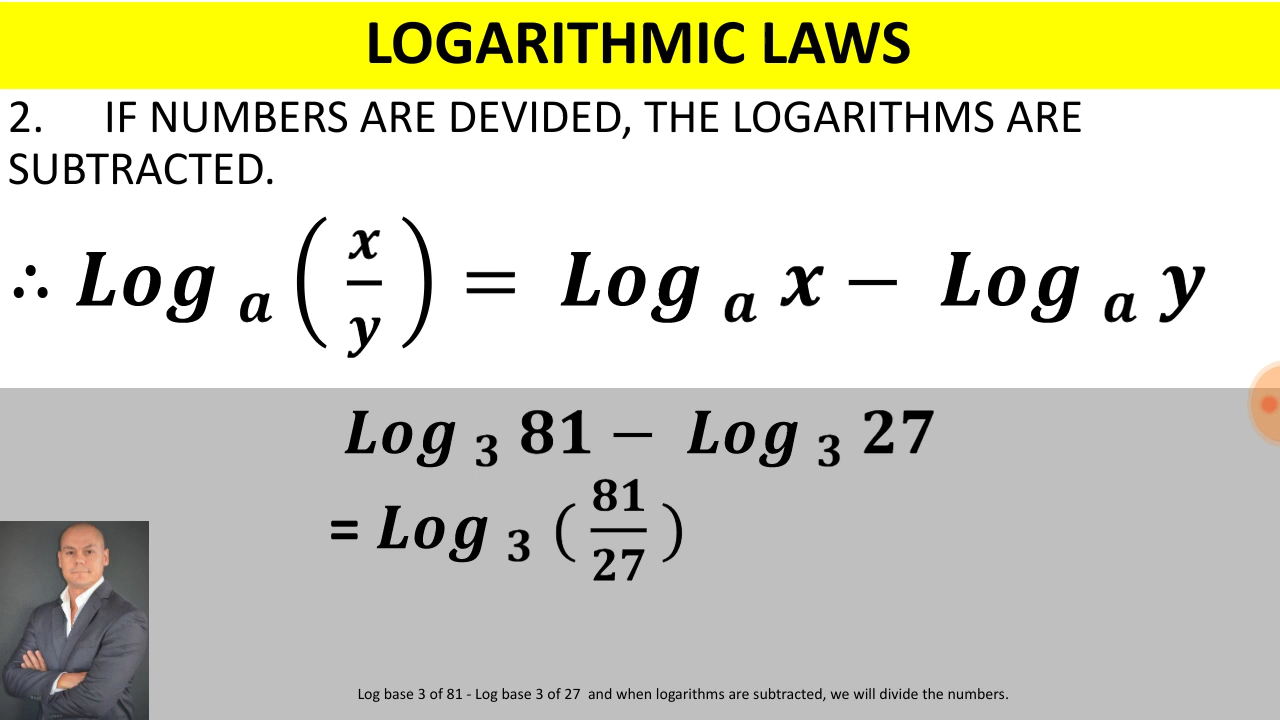 LOGARITHMIC LAWS
2. IF NUMBERS ARE DEVIDED, THE LOGARITHMS ARE
SUBTRACTED.
∴ Log a (x/y) = Log a x − Log a y
Log 3 81 − Log 3 27
= Log 3 (81/27)
Log base 3 of 81 - Log base 3 of 27 and when logarithms are subtracted, we will divide the numbers.